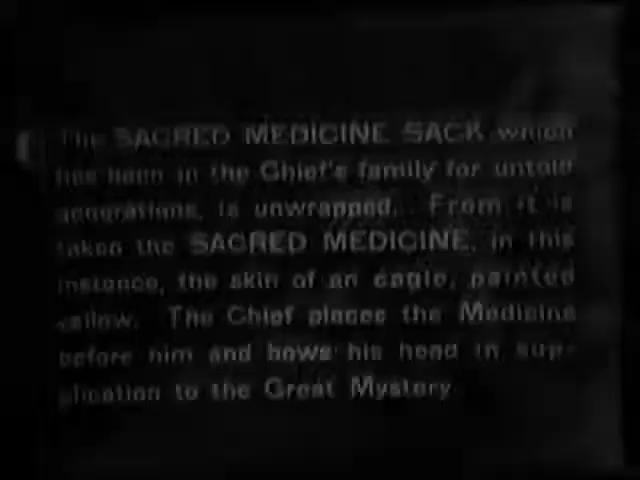 The SACRED MEDICINE SACK which
has been in the Chief's family for untold
generations, is unwrapped. From it is
taken the SACRED MEDICINE, in this
instance, the skin of an eagle, painted
yellow. The Chief places the Medicine
before him and bows his head in sup-
plication to the Great Mystery.